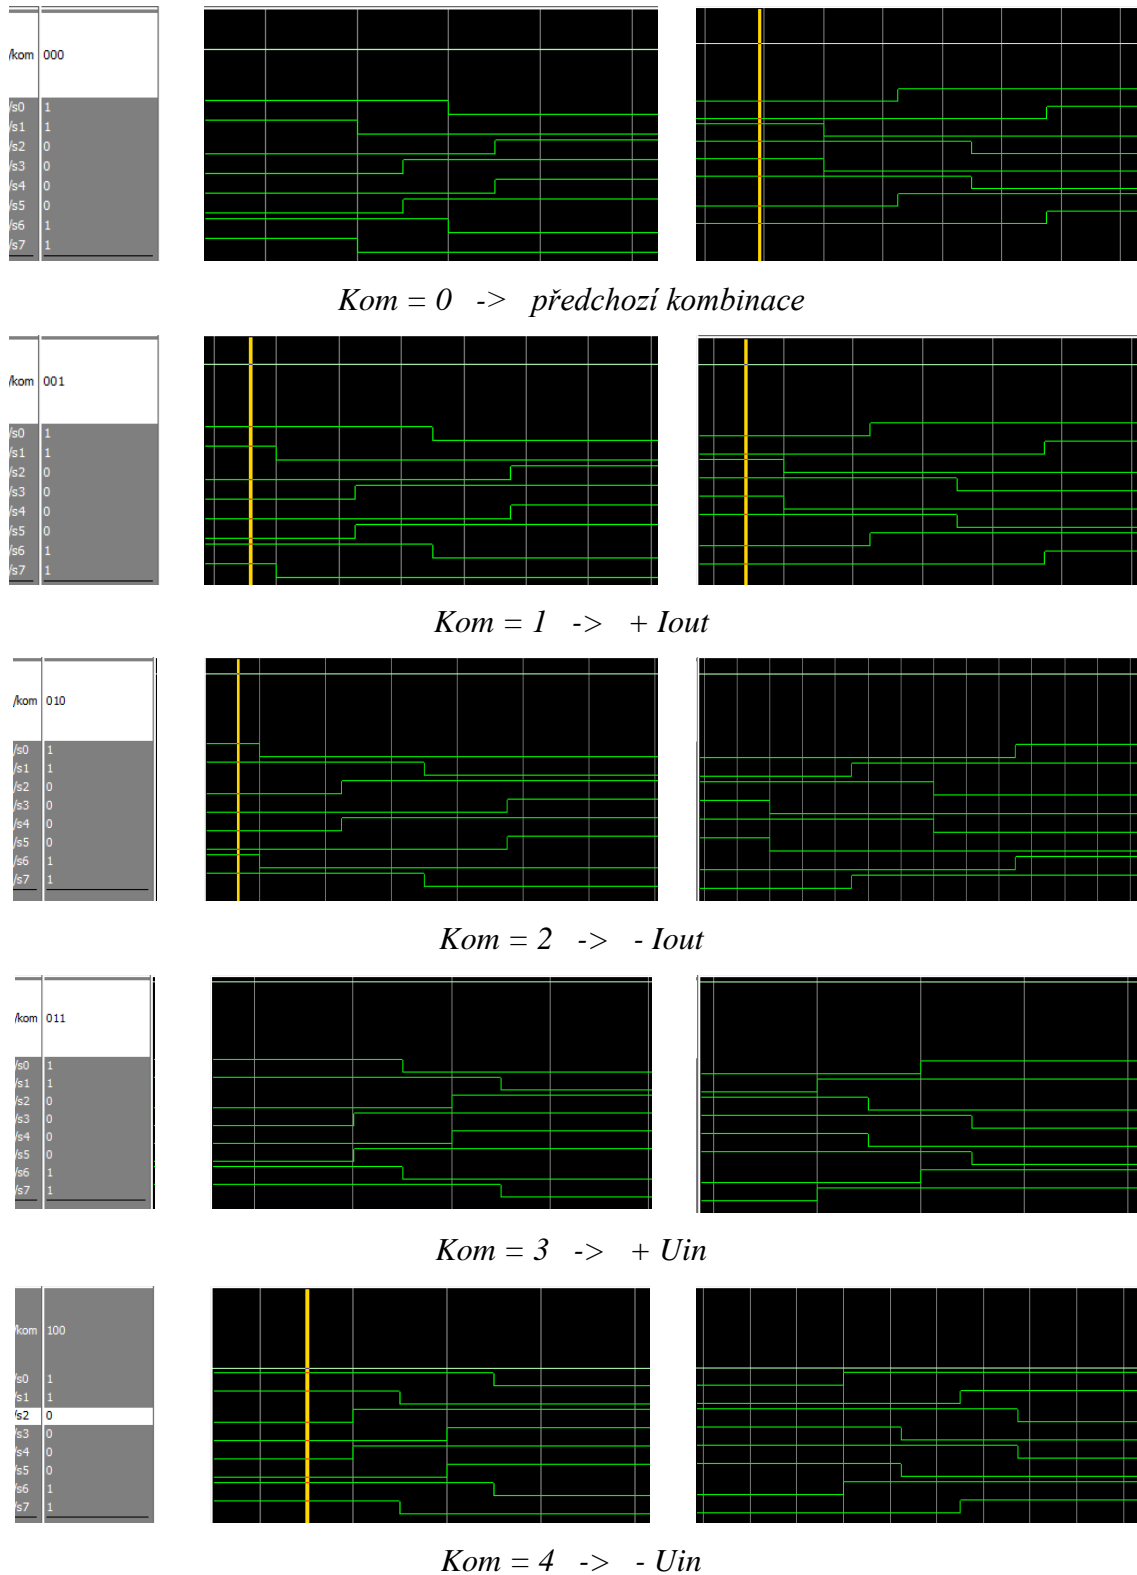 /kom 000
/s0 1
/s1 1
/s2 0
/s3 0
/s4 0
/s5 0
/s6 1
/s7 1
Kom = 0 -> předchozí kombinace
/kom 001
/s0 1
/s1 1
/s2 0
/s3 0
/s4 0
/s5 0
/s6 1
/s7 1
Kom = 1 -> + Iout
/kom 010
/s0 1
/s1 1
/s2 0
/s3 0
/s4 0
/s5 0
/s6 1
/s7 1
Kom = 2 -> - Iout
/kom 011
/s0 1
/s1 1
/s2 0
/s3 0
/s4 0
/s5 0
/s6 1
/s7 1
Kom = 3 -> + Uin
/kom 100
/s0 1
/s1 1
/s2 0
/s3 0
/s4 0
/s5 0
/s6 1
/s7 1
Kom = 4 -> - Uin